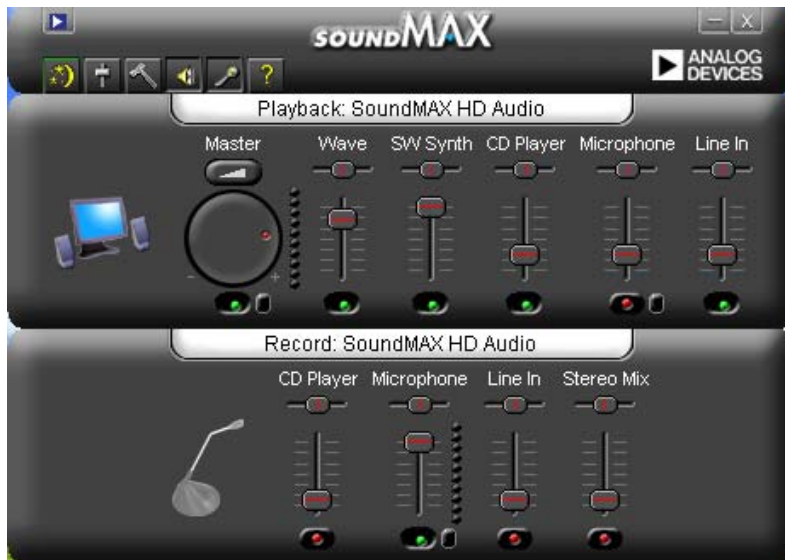 soundMAX
ANALOG
DEVICES
Playback: SoundMAX HD Audio
Master Wave SW Synth CD Player Microphone Line In
- +
Record: SoundMAX HD Audio
CD Player Microphone Line In Stereo Mix